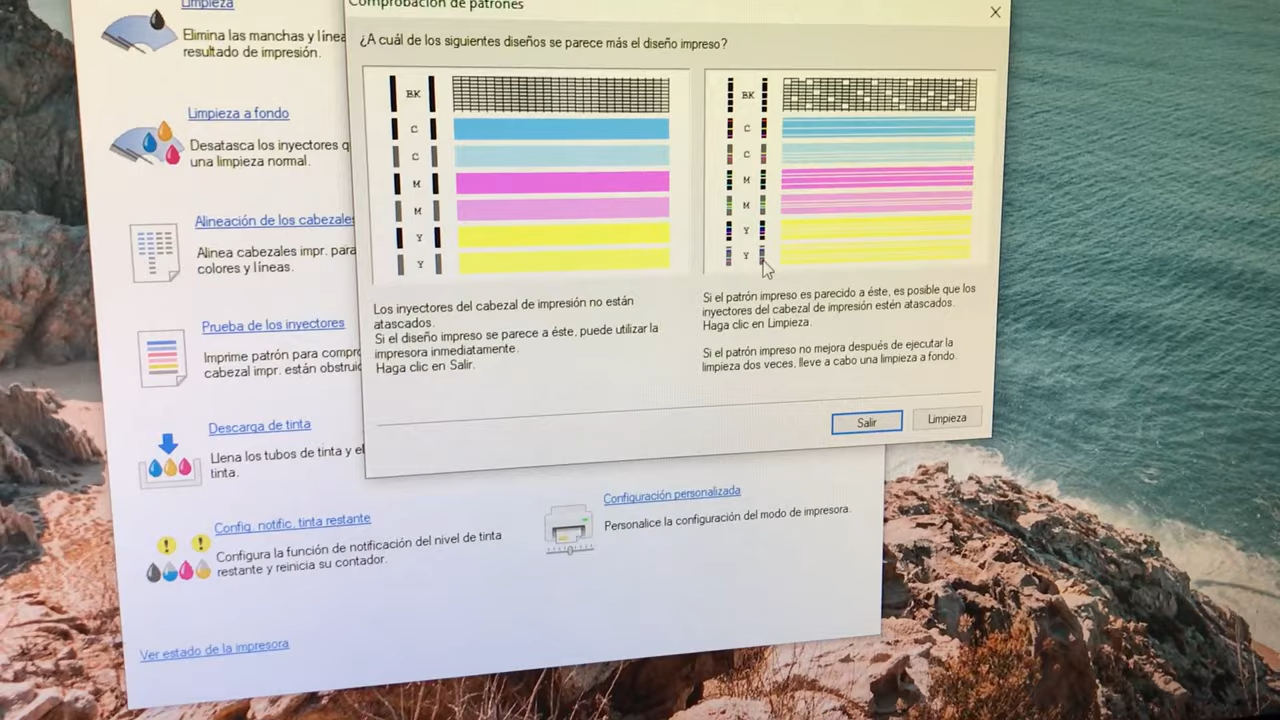 Limpieza
Elimina las manchas y línea
resultado de impresión.
Limpieza a fondo
Desatasca los inyectores q
una limpieza normal.
Alineación de los cabezales
Alinea cabezales impr. para
colores y líneas.
Prueba de los inyectores
Imprime patrón para compro
cabezal impr. están obstruid
Descarga de tinta
Llena los tubos de tinta y el
tinta.
Config. notific. tinta restante
Configura la función de notificación del nivel de tinta
restante y reinicia su contador.
Configuración personalizada
Personalice la configuración del modo de impresora.
Ver estado de la impresora
Comprobación de patrones
¿A cuál de los siguientes diseños se parece más el diseño impreso?
BK
C
C
M
M
Y
Y
Los inyectores del cabezal de impresión no están
atascados.
Si el diseño impreso se parece a éste, puede utilizar la
impresora inmediatamente.
Haga clic en Salir.
BK
C
C
M
M
Y
Y
Si el patrón impreso es parecido a éste, es posible que los
inyectores del cabezal de impresión estén atascados.
Haga clic en Limpieza.
Si el patrón impreso no mejora después de ejecutar la
limpieza dos veces, lleve a cabo una limpieza a fondo.
Salir
Limpieza